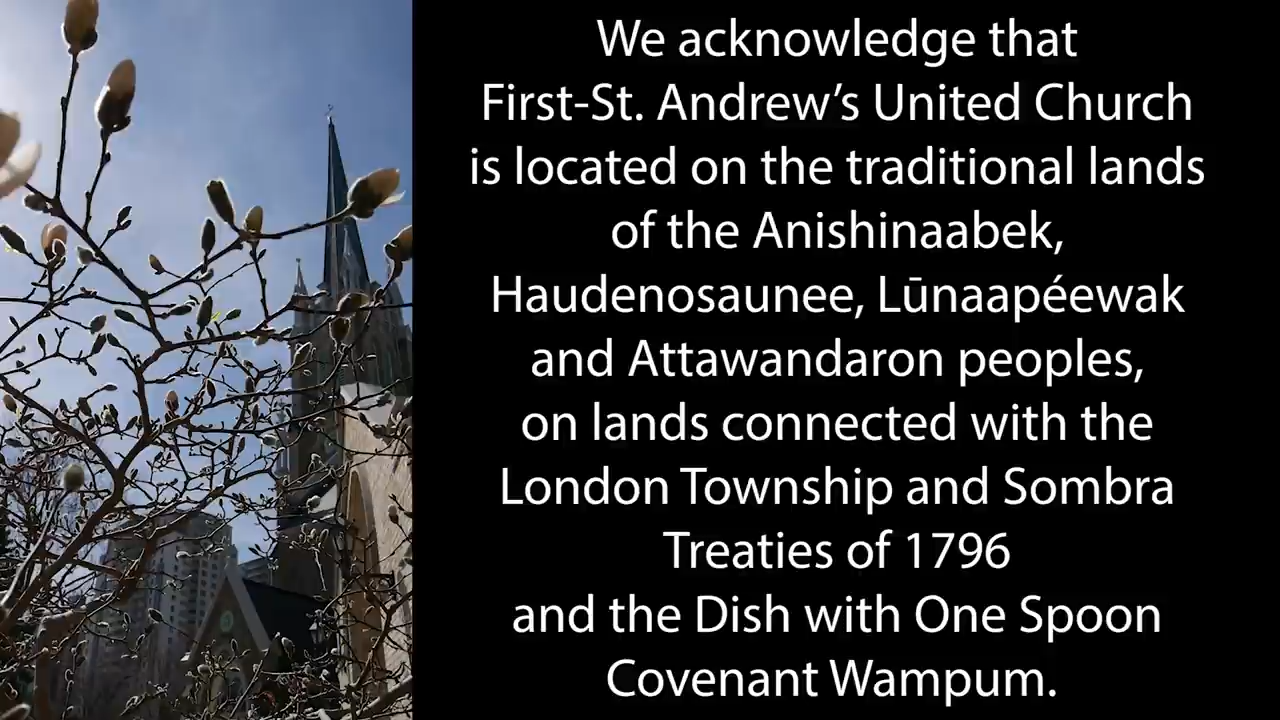 We acknowledge that
First-St. Andrew’s United Church
is located on the traditional lands
of the Anishinaabek,
Haudenosaunee, Lūnaapéewak
and Attawandaron peoples,
on lands connected with the
London Township and Sombra
Treaties of 1796
and the Dish with One Spoon
Covenant Wampum.